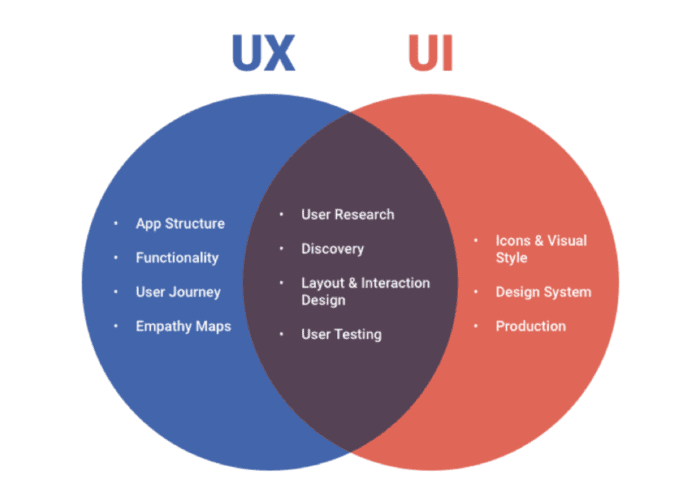 UX
UI
• App Structure
• Functionality
• User Journey
• Empathy Maps
• User Research
• Discovery
• Layout & Interaction
Design
• User Testing
• Icons & Visual
Style
• Design System
• Production